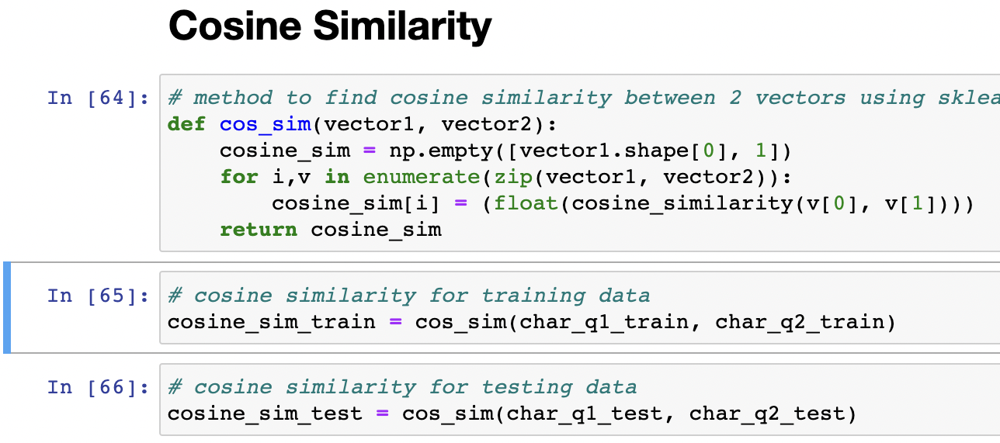 Cosine Similarity
In [64]: # method to find cosine similarity between 2 vectors using
def cos_sim(vector1, vector2):
    cosine_sim = np.empty([vector1.shape[0], 1])
    for i,v in enumerate(zip(vector1, vector2)):
        cosine_sim[i] = (float(cosine_similarity(v[0], v[1])))
    return cosine_sim
In [65]: # cosine similarity for training data
cosine_sim_train = cos_sim(char_q1_train, char_q2_train)
In [66]: # cosine similarity for testing data
cosine_sim_test = cos_sim(char_q1_test, char_q2_test)